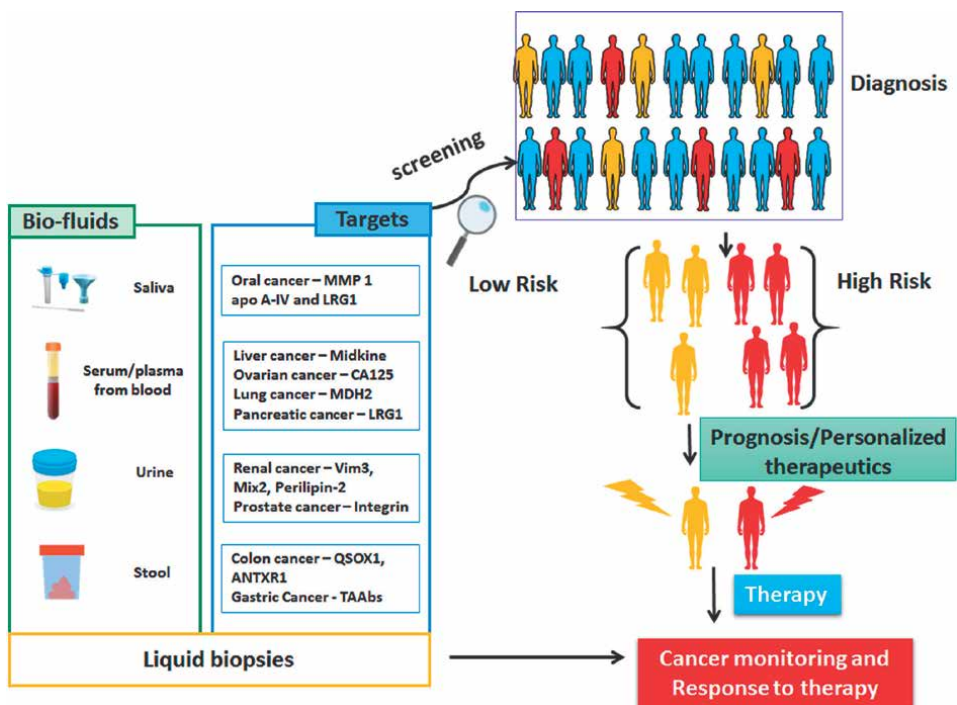 Diagnosis
screening
Bio-fluids
Targets
Saliva
Oral cancer – MMP 1
apo A-IV and LRG1
Low Risk
High Risk
Serum/plasma
from blood
Liver cancer – Midkine
Ovarian cancer – CA125
Lung cancer – MDH2
Pancreatic cancer – LRG1
Prognosis/Personalized
therapeutics
Urine
Renal cancer – Vim3,
Mix2, Perilipin-2
Prostate cancer – Integrin
Stool
Colon cancer – QSOX1,
ANTXR1
Gastric Cancer - TAAbs
Therapy
Liquid biopsies
Cancer monitoring and
Response to therapy